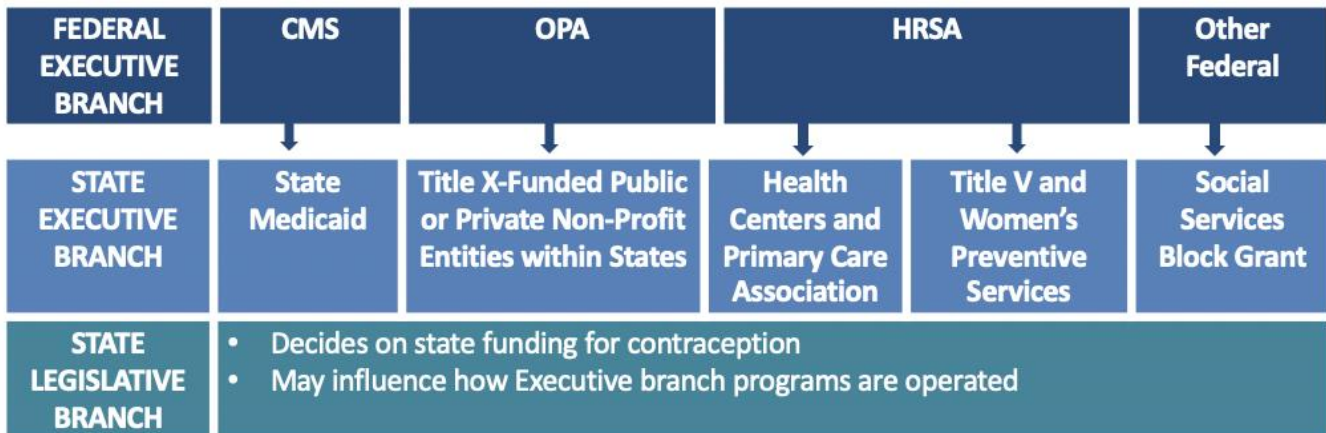 FEDERAL
EXECUTIVE
BRANCH
CMS
OPA
HRSA
Other
Federal
STATE
EXECUTIVE
BRANCH
State
Medicaid
Title X-Funded Public
or Private Non-Profit
Entities within States
Health
Centers and
Primary Care
Association
Title V and
Women’s
Preventive
Services
Social
Services
Block Grant
STATE
LEGISLATIVE
BRANCH
• Decides on state funding for contraception
• May influence how Executive branch programs are operated